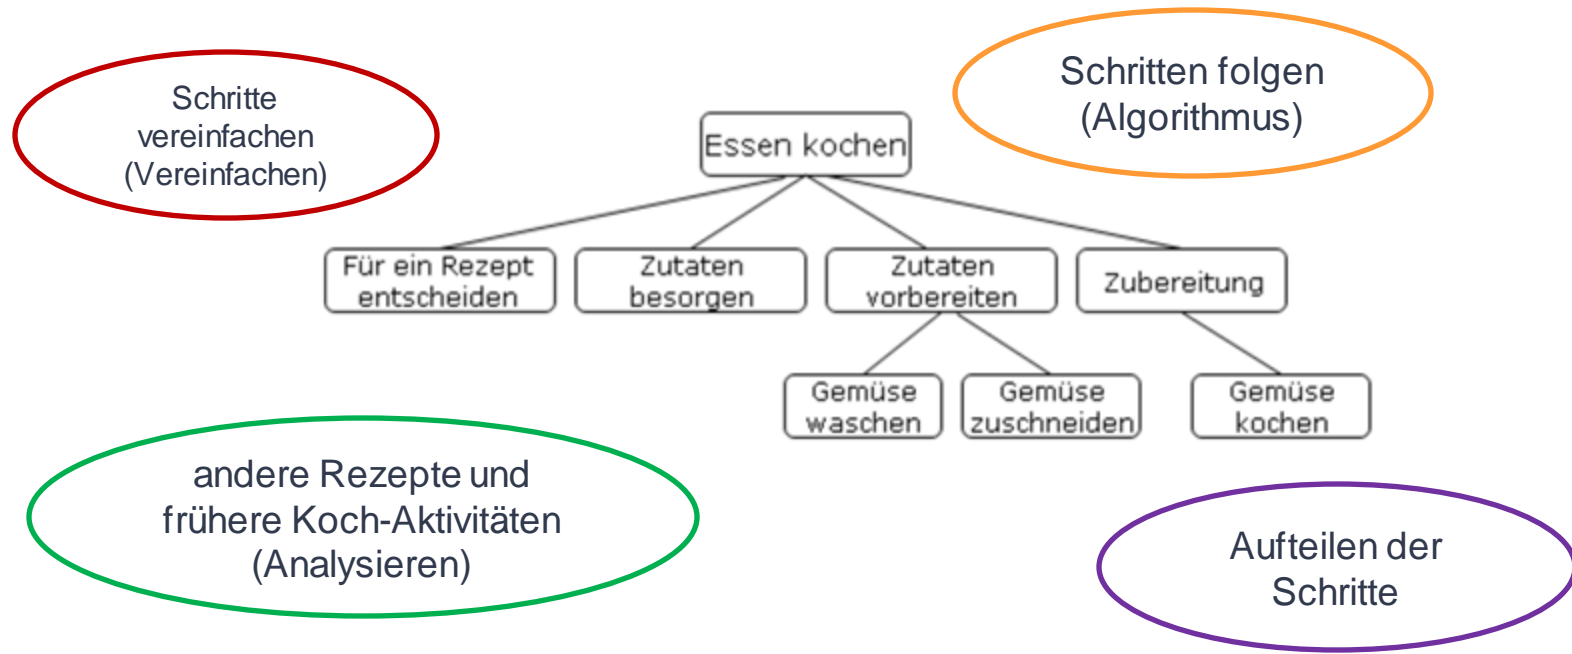 Schritte
vereinfachen
(Vereinfachen)
Schritten folgen
(Algorithmus)
Essen kochen
Für ein Rezept
entscheiden
Zutaten
besorgen
Zutaten
vorbereiten
Zubereitung
Gemüse
waschen
Gemüse
zuschneiden
Gemüse
kochen
andere Rezepte und
frühere Koch-Aktivitäten
(Analysieren)
Aufteilen der
Schritte